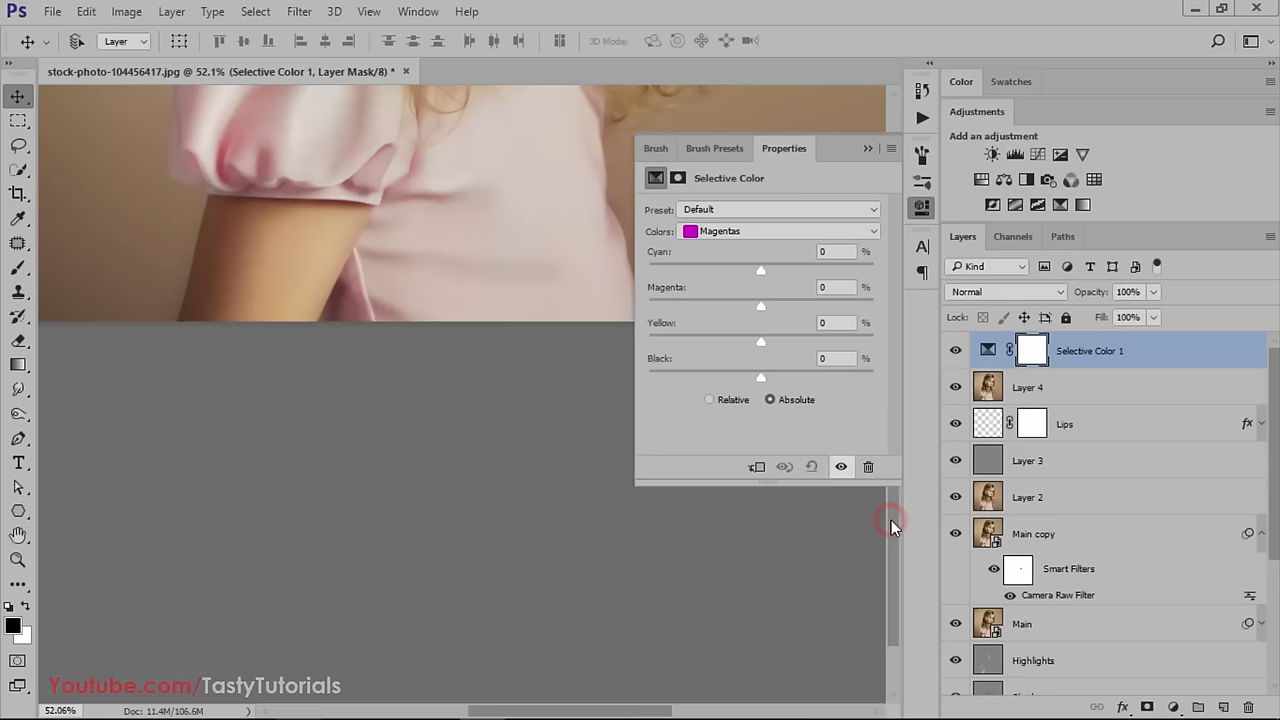 Ps File Edit Image Layer Type Select Filter 3D View Window Help
Layer 3D Mode:
stock-photo-104456417.jpg @ 52.1% (Selective Color 1, Layer Mask/8) * ×
Color Swatches
Adjustments
Add an adjustment
Brush Brush Presets Properties
Selective Color
Preset: Default
Colors: Magentas
Cyan: 0 %
Magenta: 0 %
Yellow: 0 %
Black: 0 %
Relative Absolute
Layers Channels Paths
Kind
Normal Opacity: 100%
Lock: Fill: 100%
Selective Color 1
Layer 4
Lips fx
Layer 3
Layer 2
Main copy
Smart Filters
Camera Raw Filter
Main
Highlights
Youtube.com/TastyTutorials
52.06% Doc: 11.4M/106.6M